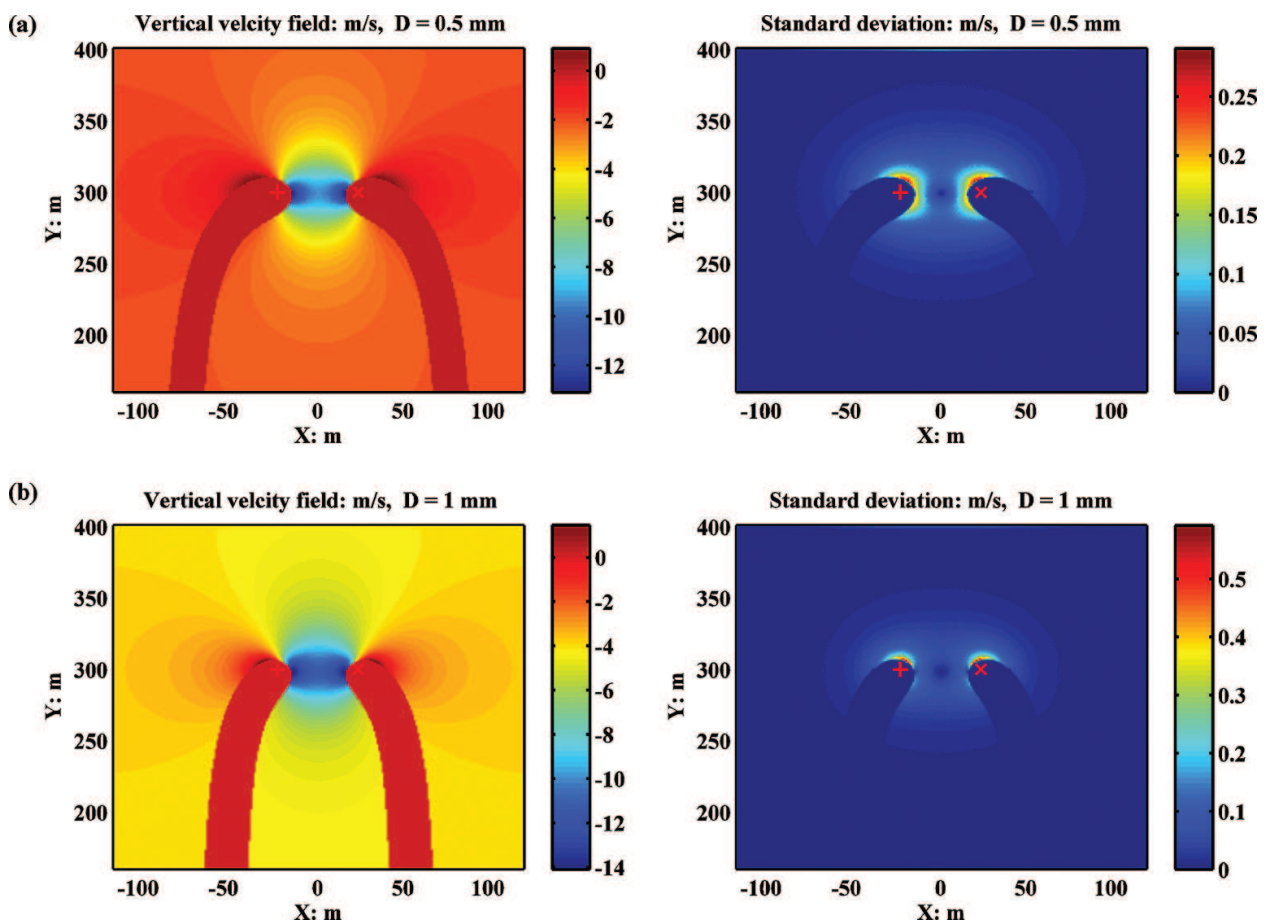 (a)
Vertical velcity field: m/s, D = 0.5 mm
Y: m
400
350
300
250
200
-100 -50 0 50 100
X: m
0
-2
-4
-6
-8
-10
-12
Standard deviation: m/s, D = 0.5 mm
Y: m
400
350
300
250
200
-100 -50 0 50 100
X: m
0.25
0.2
0.15
0.1
0.05
0
(b)
Vertical velcity field: m/s, D = 1 mm
Y: m
400
350
300
250
200
-100 -50 0 50 100
X: m
0
-2
-4
-6
-8
-10
-12
-14
Standard deviation: m/s, D = 1 mm
Y: m
400
350
300
250
200
-100 -50 0 50 100
X: m
0.5
0.4
0.3
0.2
0.1
0